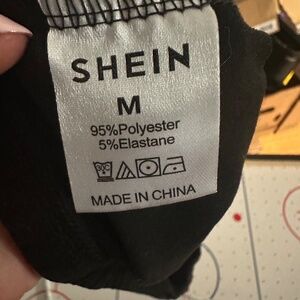 SHEIN
M
95%Polyester
5%Elastane
MADE IN CHINA